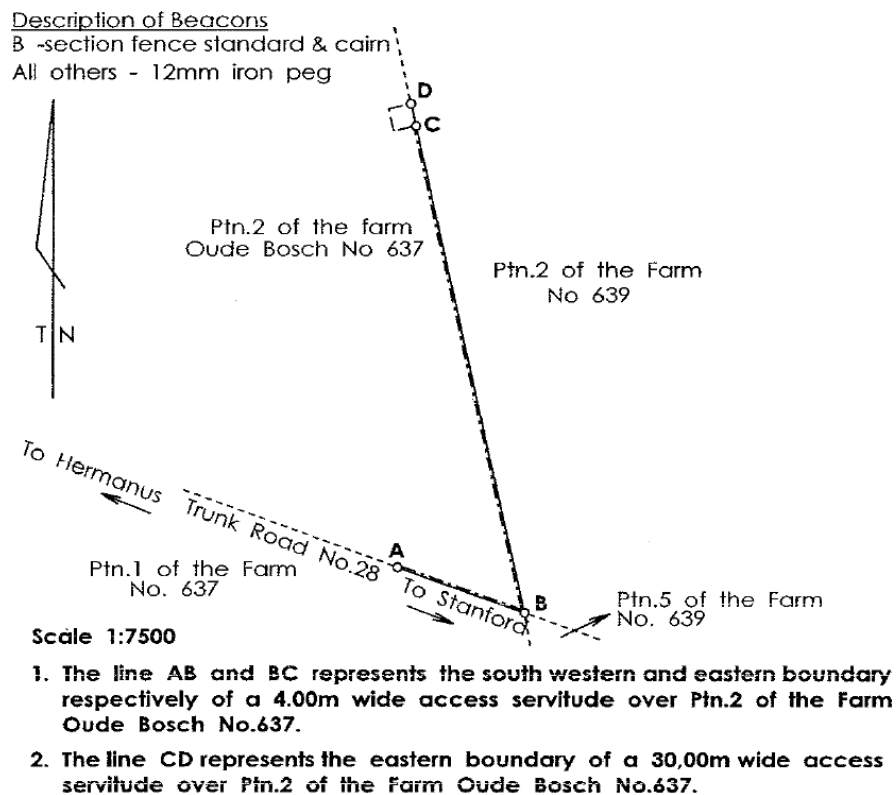 Description of Beacons
B -section fence standard & cairn
All others - 12mm iron peg
D
C
Ptn.2 of the farm
Oude Bosch No 637
Ptn.2 of the Farm
No 639
T N
To Hermanus
Trunk Road No.28
A
To Stanford
B
Ptn.1 of the Farm
No. 637
Ptn.5 of the Farm
No. 639
Scale 1:7500
1. The line AB and BC represents the south western and eastern boundary
respectively of a 4.00m wide access servitude over Ptn.2 of the Farm
Oude Bosch No.637.
2. The line CD represents the eastern boundary of a 30,00m wide access
servitude over Ptn.2 of the Farm Oude Bosch No.637.